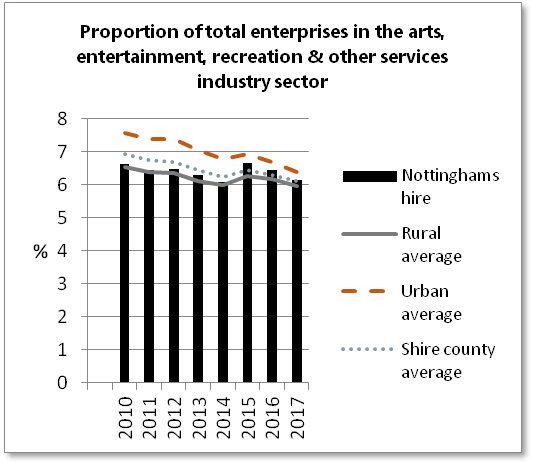 Proportion of total enterprises in the arts,
entertainment, recreation & other services
industry sector
8
7
6
5
4
3
2
1
0
%
2010
2011
2012
2013
2014
2015
2016
2017
Nottinghams
hire
Rural
average
Urban
average
Shire county
average